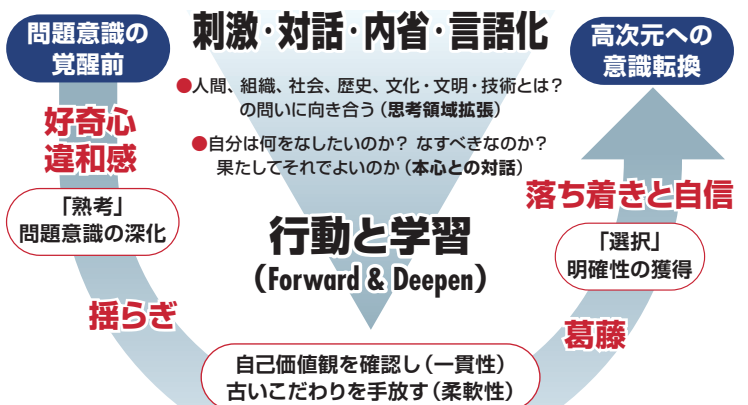 問題意識の
覚醒前
刺激・対話・内省・言語化
高次元への
意識転換
●人間、組織、社会、歴史、文化・文明・技術とは?
の問いに向き合う(思考領域拡張)
●自分は何をなしたいのか? なすべきなのか?
果たしてそれでよいのか(本心との対話)
好奇心
違和感
「熟考」
問題意識の深化
行動と学習
(Forward & Deepen)
落ち着きと自信
「選択」
明確性の獲得
揺らぎ
葛藤
自己価値観を確認し(一貫性)
古いこだわりを手放す(柔軟性)